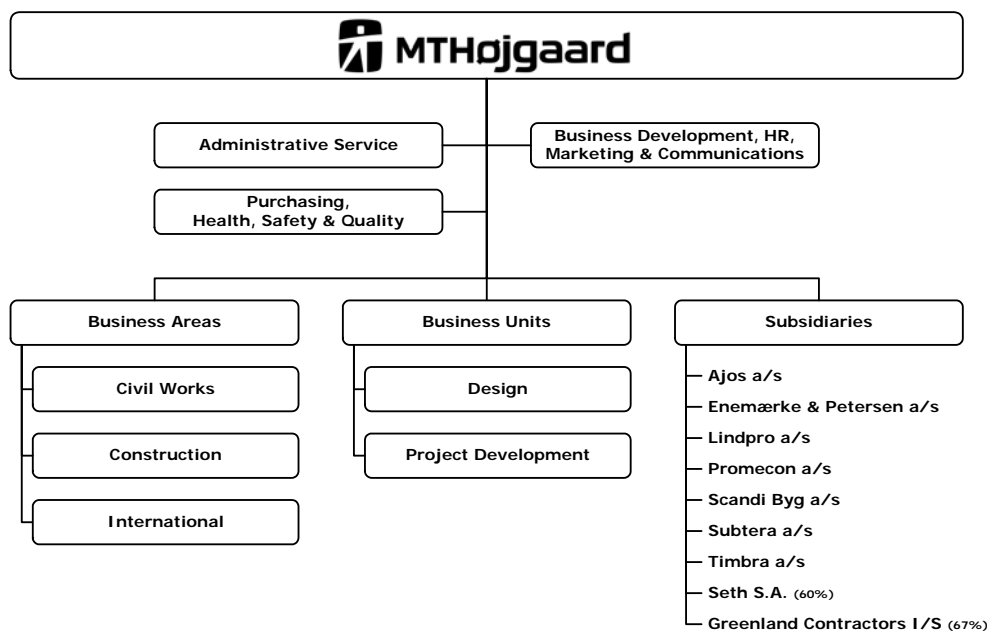 MTHøjgaard
Administrative Service
Business Development, HR,
Marketing & Communications
Purchasing,
Health, Safety & Quality
Business Areas
Civil Works
Construction
International
Business Units
Design
Project Development
Subsidiaries
Ajos a/s
Enemærke & Petersen a/s
Lindpro a/s
Promecon a/s
Scandi Byg a/s
Subtera a/s
Timbra a/s
Seth S.A. (60%)
Greenland Contractors I/S (67%)